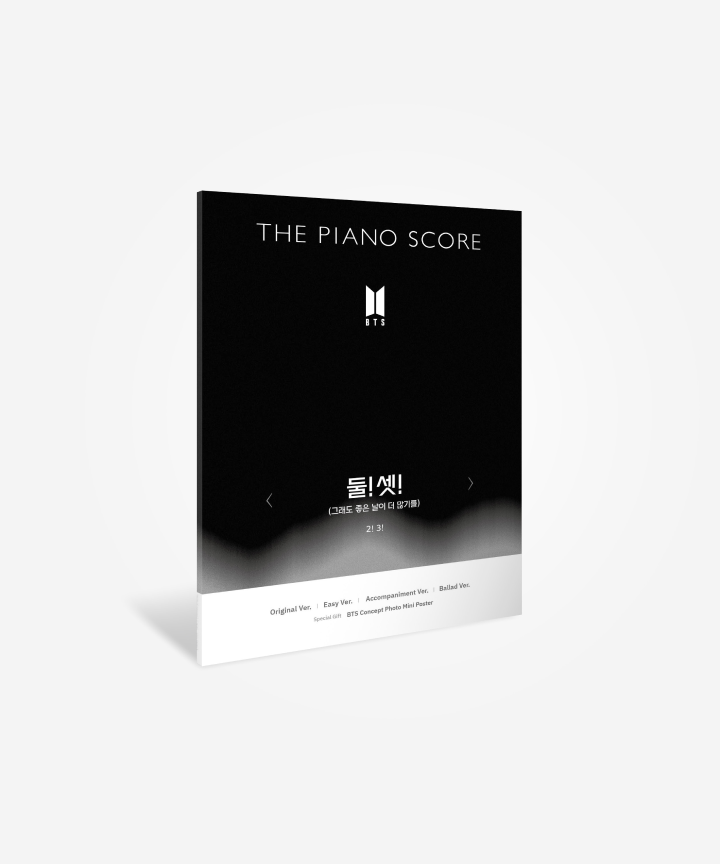 THE PIANO SCORE
BTS
둘! 셋!
(그래도 좋은 날이 더 많기를)
2! 3!
Original Ver. | Easy Ver. | Accompaniment Ver. | Ballad Ver.
Special Gift BTS Concept Photo Mini Poster